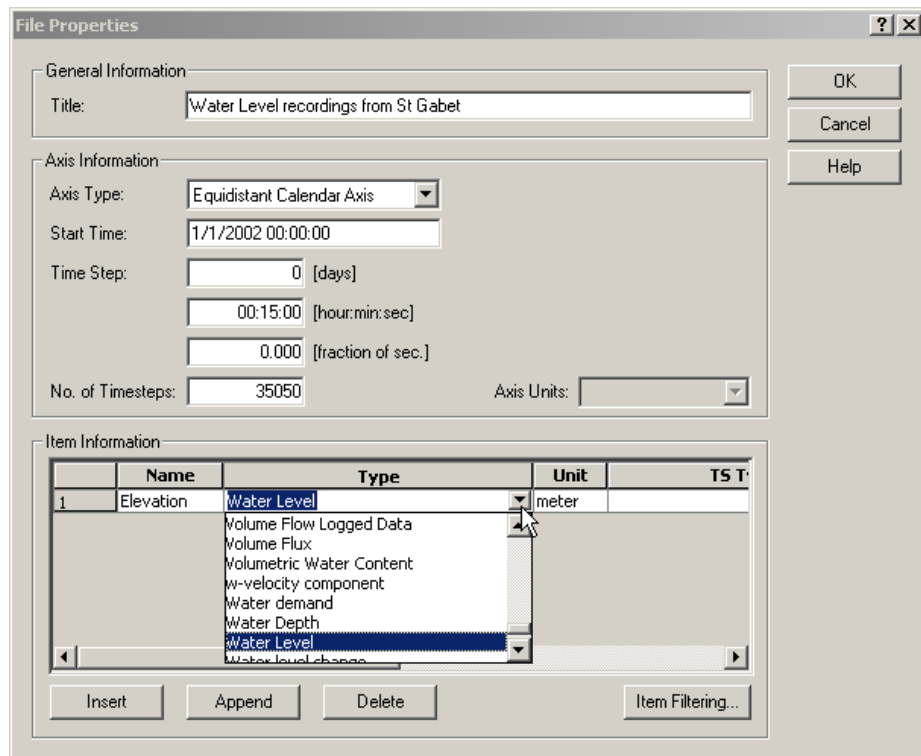 File Properties
General Information
Title: Water Level recordings from St Gabet
OK
Cancel
Help
Axis Information
Axis Type: Equidistant Calendar Axis
Start Time: 1/1/2002 00:00:00
Time Step: 0 [days]
00:15:00 [hour:min:sec]
0.000 [fraction of sec.]
No. of Timesteps: 35050 Axis Units:
Item Information
Name Type Unit TS T
1 Elevation Water Level meter
Volume Flow Logged Data
Volume Flux
Volumetric Water Content
w-velocity component
Water demand
Water Depth
Water Level
Water level change
Insert Append Delete Item Filtering...